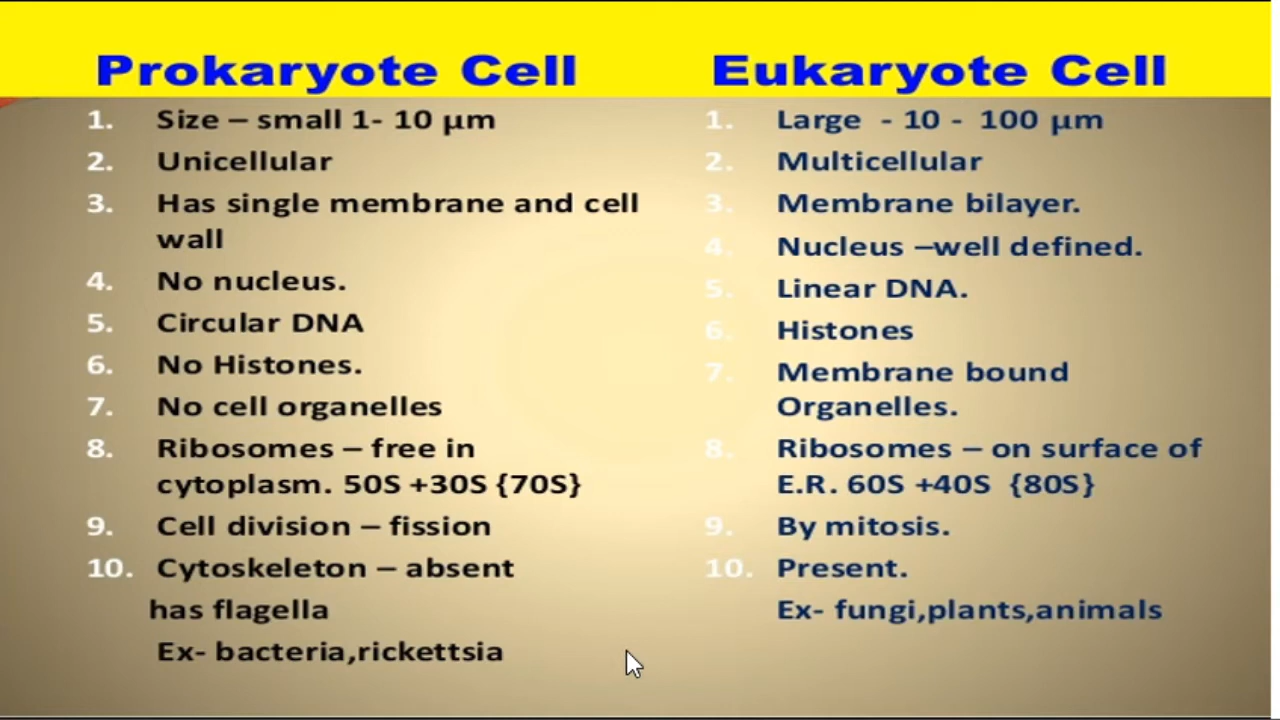 Prokaryote Cell
1. Size – small 1- 10 µm
2. Unicellular
3. Has single membrane and cell
wall
4. No nucleus.
5. Circular DNA
6. No Histones.
7. No cell organelles
8. Ribosomes – free in
cytoplasm. 50S +30S {70S}
9. Cell division – fission
10. Cytoskeleton – absent
has flagella
Ex- bacteria,rickettsia
Eukaryote Cell
1. Large - 10 - 100 µm
2. Multicellular
3. Membrane bilayer.
4. Nucleus –well defined.
5. Linear DNA.
6. Histones
7. Membrane bound
Organelles.
8. Ribosomes – on surface of
E.R. 60S +40S {80S}
9. By mitosis.
10. Present.
Ex- fungi,plants,animals